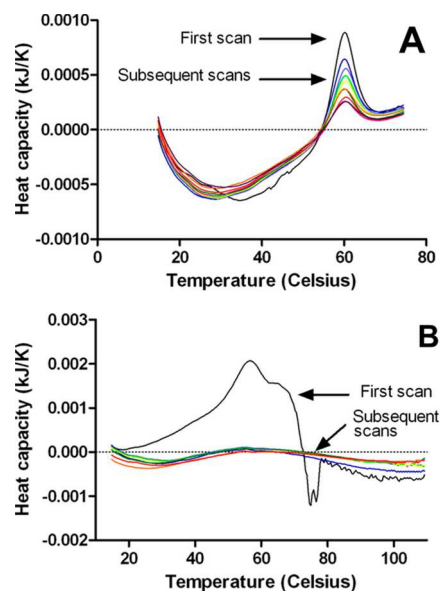 0.0010
First scan
A
0.0005
Subsequent scans
0.0000
-0.0005
-0.0010
Heat capacity (kJ/K)
0 20 40 60 80
Temperature (Celsius)
0.003
B
0.002
First scan
0.001
Subsequent
scans
0.000
-0.001
-0.002
Heat capacity (kJ/K)
20 40 60 80 100
Temperature (Celsius)